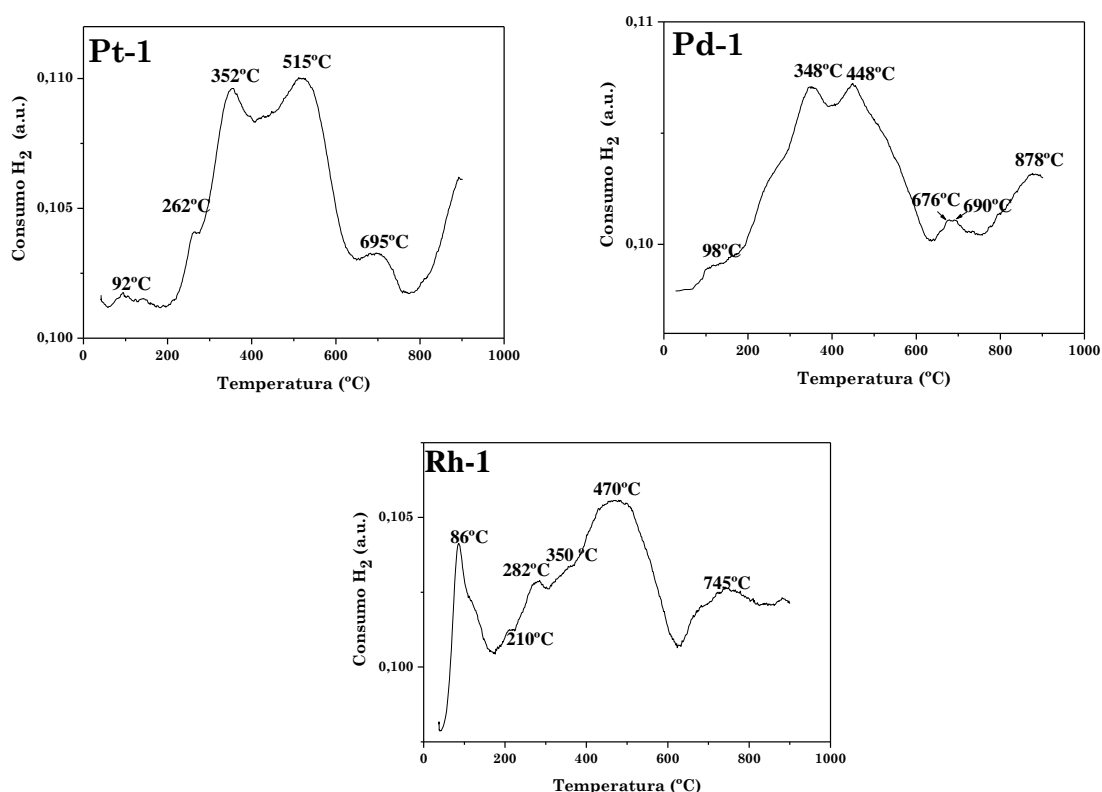 Pt-1
515ºC
0,110
352ºC
262ºC
0,105
695ºC
92ºC
0,100
0 200 400 600 800 1000
Consumo H2 (a.u.)
Temperatura (ºC)
0,11
Pd-1
348ºC 448ºC
878ºC
676ºC 690ºC
98ºC
0,10
0 200 400 600 800 1000
Consumo H2 (a.u.)
Temperatura (ºC)
Rh-1
470ºC
0,105
86ºC
350 ºC
282ºC
745ºC
210ºC
0,100
0 200 400 600 800 1000
Consumo H2 (a.u.)
Temperatura (ºC)